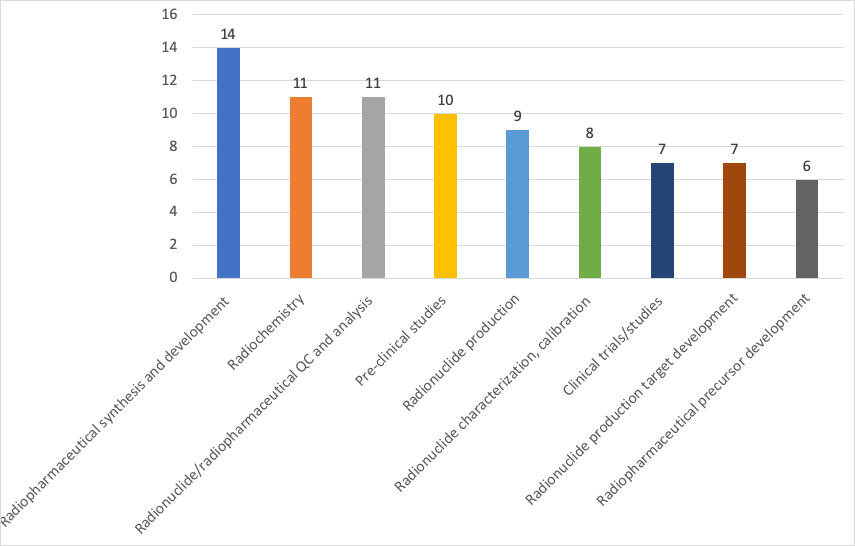 16
14
12
10
8
6
4
2
0
14
11
11
10
9
8
7
7
6
Radiopharmaceutical synthesis and development
Radiochemistry
Radionuclide/radiopharmaceutical QC and analysis
Pre-clinical studies
Radionuclide production
Radionuclide characterization, calibration
Clinical trials/studies
Radionuclide production target development
Radiopharmaceutical precursor development